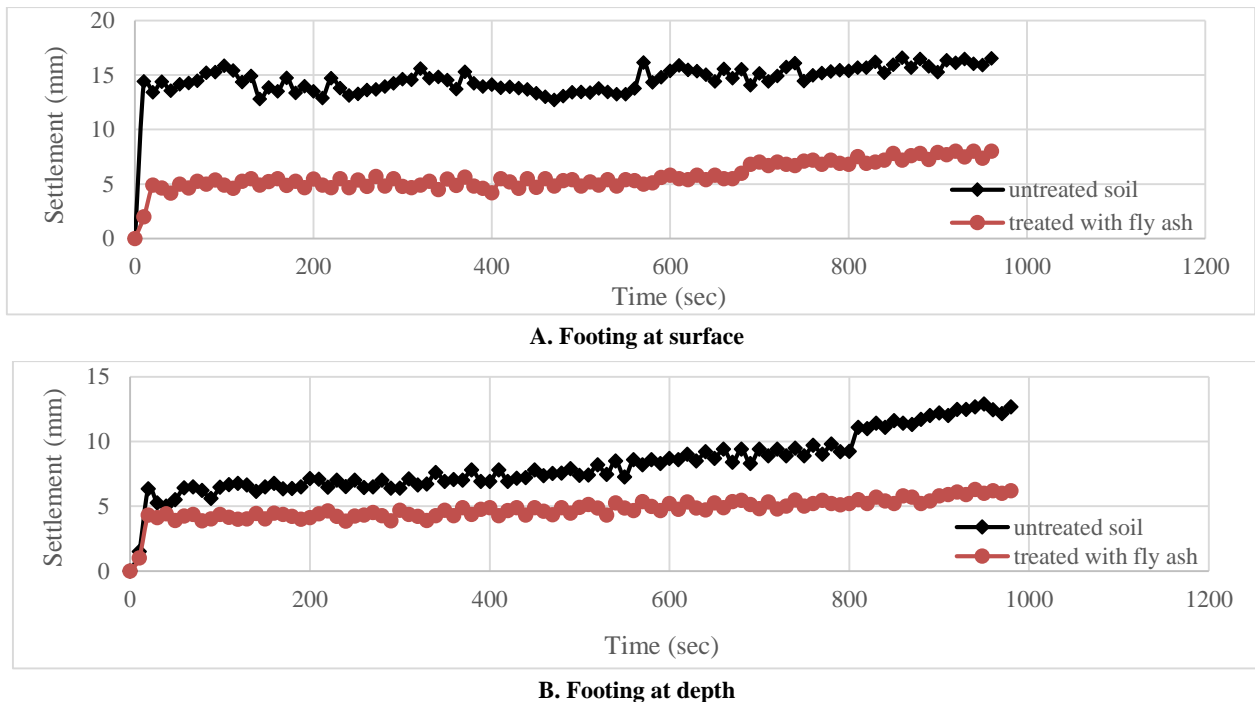 20
15
10
5
0
Settlement (mm)
untreated soil
treated with fly ash
0 200 400 600 800 1000 1200
Time (sec)
A. Footing at surface
15
10
5
0
Settlement (mm)
untreated soil
treated with fly ash
0 200 400 600 800 1000 1200
Time (sec)
B. Footing at depth